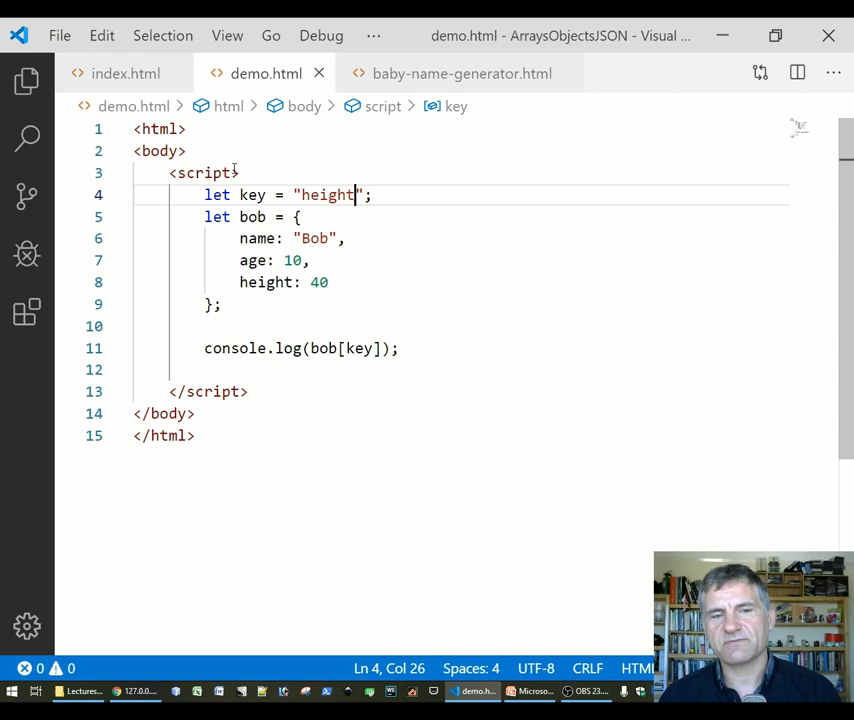 File Edit Selection View Go Debug ··· demo.html - ArraysObjectsJSON - Visual ...
index.html demo.html baby-name-generator.html
demo.html > html > body > script > key
1 <html>
2 <body>
3 <script>
4 let key = "height";
5 let bob = {
6 name: "Bob",
7 age: 10,
8 height: 40
9 };
10
11 console.log(bob[key]);
12
13 </script>
14 </body>
15 </html>
0 0 Ln 4, Col 26 Spaces: 4 UTF-8 CRLF HTML
Lectures... 127.0.0... demo.h... Microso... OBS 23....